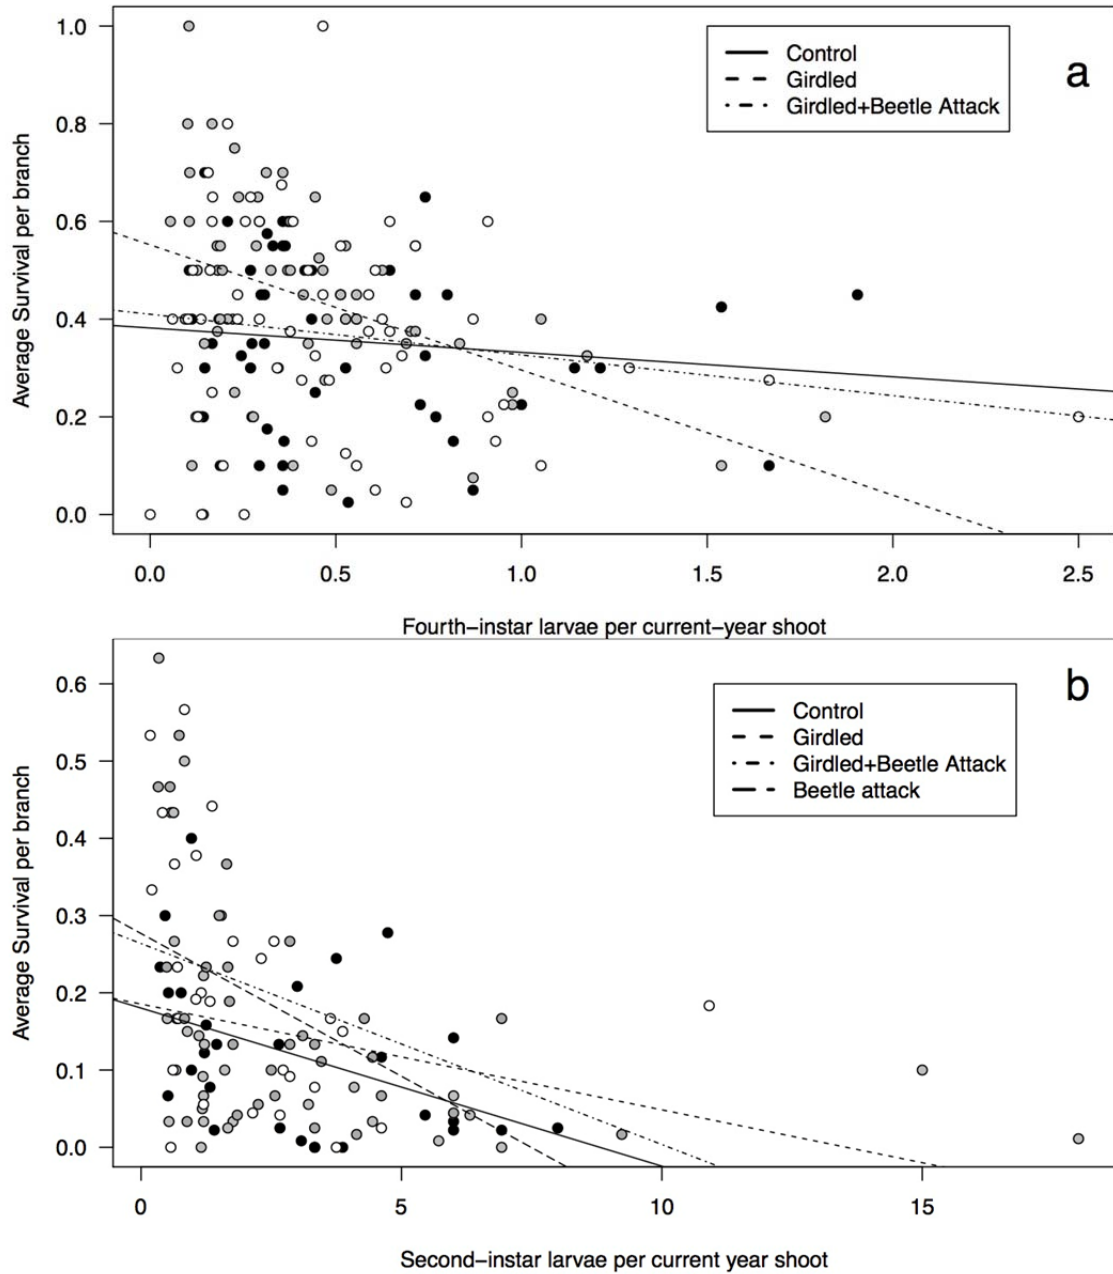 a
Control
Girdled
Girdled+Beetle Attack
Average Survival per branch
1.0
0.8
0.6
0.4
0.2
0.0
0.0 0.5 1.0 1.5 2.0 2.5
Fourth-instar larvae per current-year shoot
b
Control
Girdled
Girdled+Beetle Attack
Beetle attack
Average Survival per branch
0.6
0.5
0.4
0.3
0.2
0.1
0.0
0 5 10 15
Second-instar larvae per current year shoot